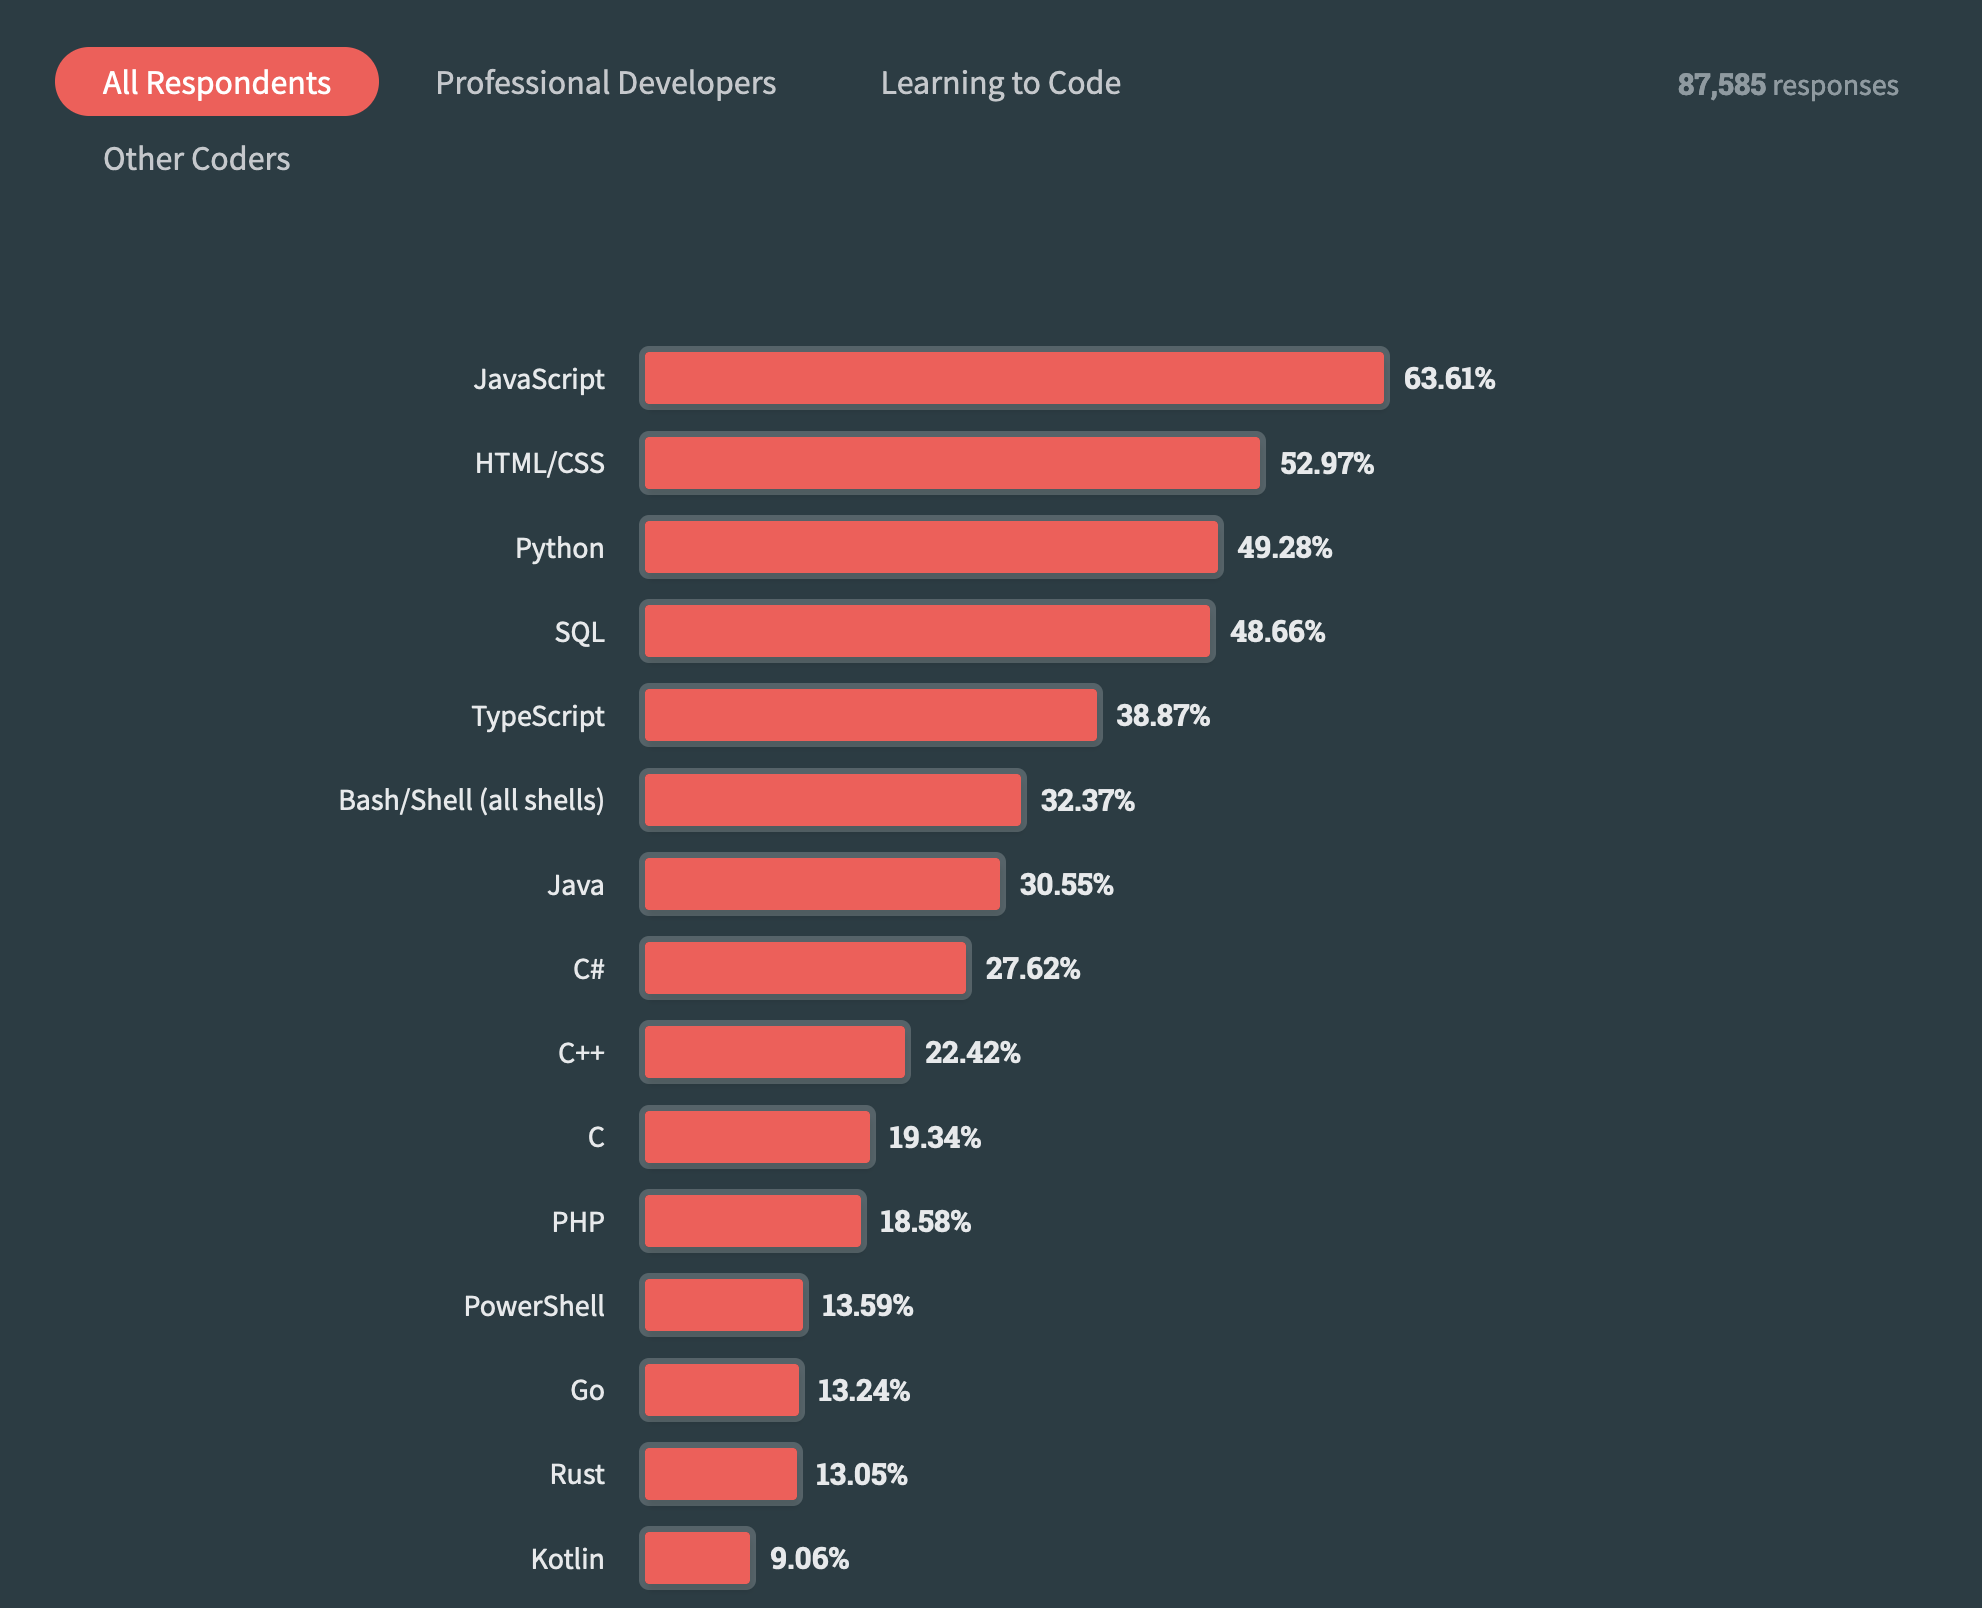 All Respondents Professional Developers Learning to Code 87,585 responses
Other Coders
JavaScript 63.61%
HTML/CSS 52.97%
Python 49.28%
SQL 48.66%
TypeScript 38.87%
Bash/Shell (all shells) 32.37%
Java 30.55%
C# 27.62%
C++ 22.42%
C 19.34%
PHP 18.58%
PowerShell 13.59%
Go 13.24%
Rust 13.05%
Kotlin 9.06%